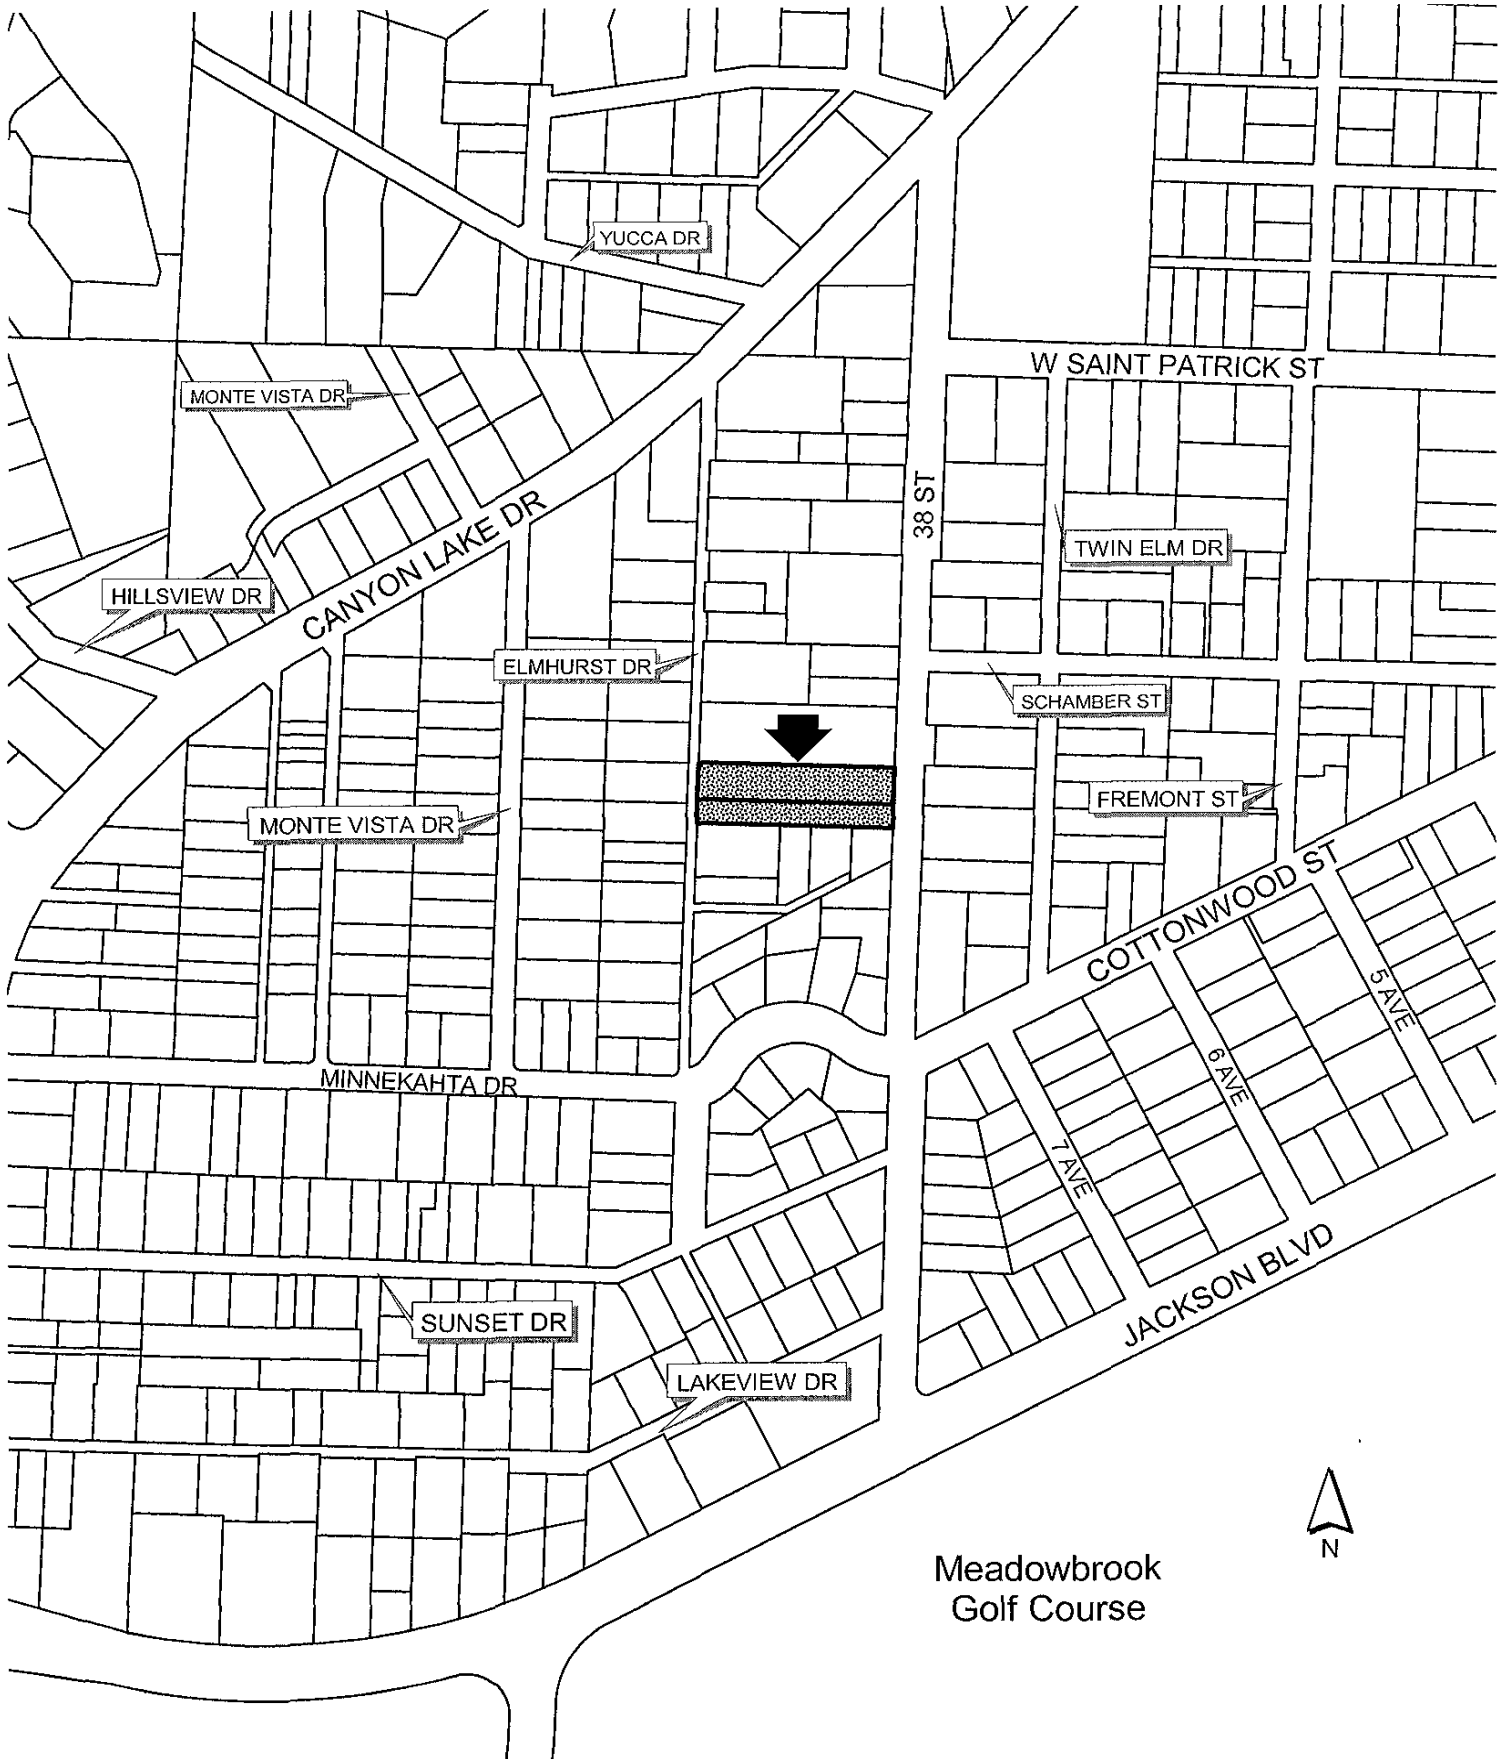 YUCCA DR
W SAINT PATRICK ST
MONTE VISTA DR
38 ST
CANYON LAKE DR
TWIN ELM DR
HILLSVIEW DR
ELMHURST DR
SCHAMBER ST
FREMONT ST
MONTE VISTA DR
COTTONWOOD ST
5 AVE
6 AVE
MINNEKAHTA DR
7 AVE
JACKSON BLVD
SUNSET DR
LAKEVIEW DR
N
Meadowbrook
Golf Course